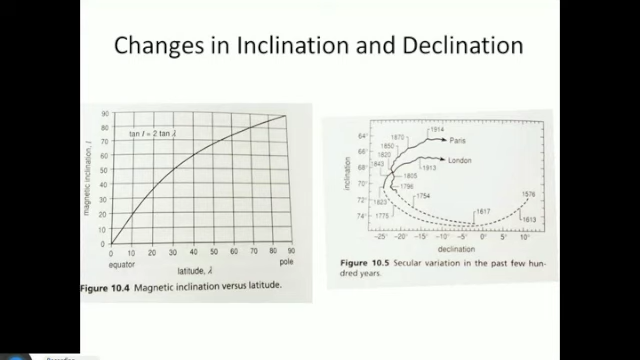 Changes in Inclination and Declination
90
80
70
60
50
40
30
20
10
0
magnetic inclination, I
tan I = 2 tan λ
0 10 20 30 40 50 60 70 80 90
equator
pole
latitude, λ
Figure 10.4 Magnetic inclination versus latitude.
64°
66°
68°
70°
72°
74°
inclination
1914
1870
1850
1820
1843
Paris
London
1913
1805
1796
1823
1754
1775
1617
1576
1613
-25° -20° -15° -10° -5° 0° 5° 10°
declination
Figure 10.5 Secular variation in the past few hun-
dred years.